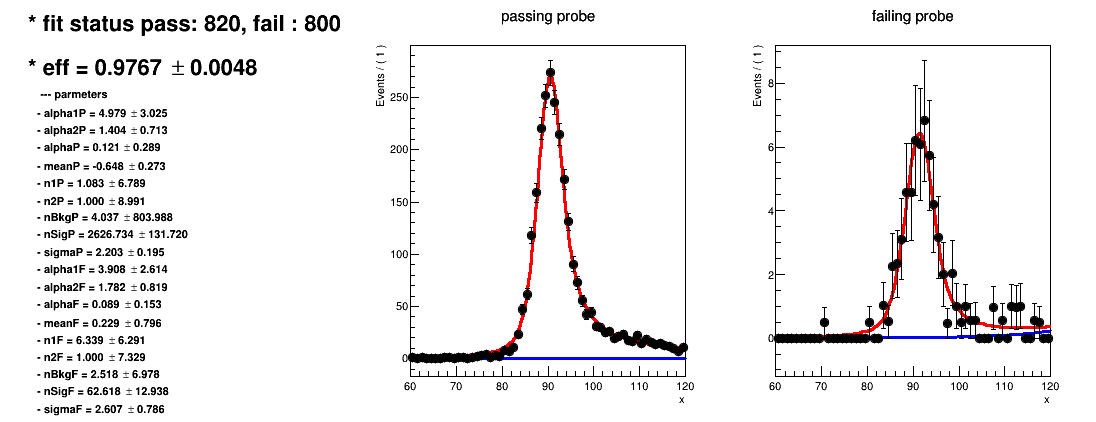 * fit status pass: 820, fail : 800
* eff = 0.9767 ± 0.0048
--- parmeters
- alpha1P = 4.979 ± 3.025
- alpha2P = 1.404 ± 0.713
- alphaP = 0.121 ± 0.289
- meanP = -0.648 ± 0.273
- n1P = 1.083 ± 6.789
- n2P = 1.000 ± 8.991
- nBkgP = 4.037 ± 803.988
- nSigP = 2626.734 ± 131.720
- sigmaP = 2.203 ± 0.195
- alpha1F = 3.908 ± 2.614
- alpha2F = 1.782 ± 0.819
- alphaF = 0.089 ± 0.153
- meanF = 0.229 ± 0.796
- n1F = 6.339 ± 6.291
- n2F = 1.000 ± 7.329
- nBkgF = 2.518 ± 6.978
- nSigF = 62.618 ± 12.938
- sigmaF = 2.607 ± 0.786
passing probe
Events / ( 1 )
250
200
150
100
50
0
60 70 80 90 100 110 120
x
failing probe
Events / ( 1 )
8
6
4
2
0
60 70 80 90 100 110 120
x